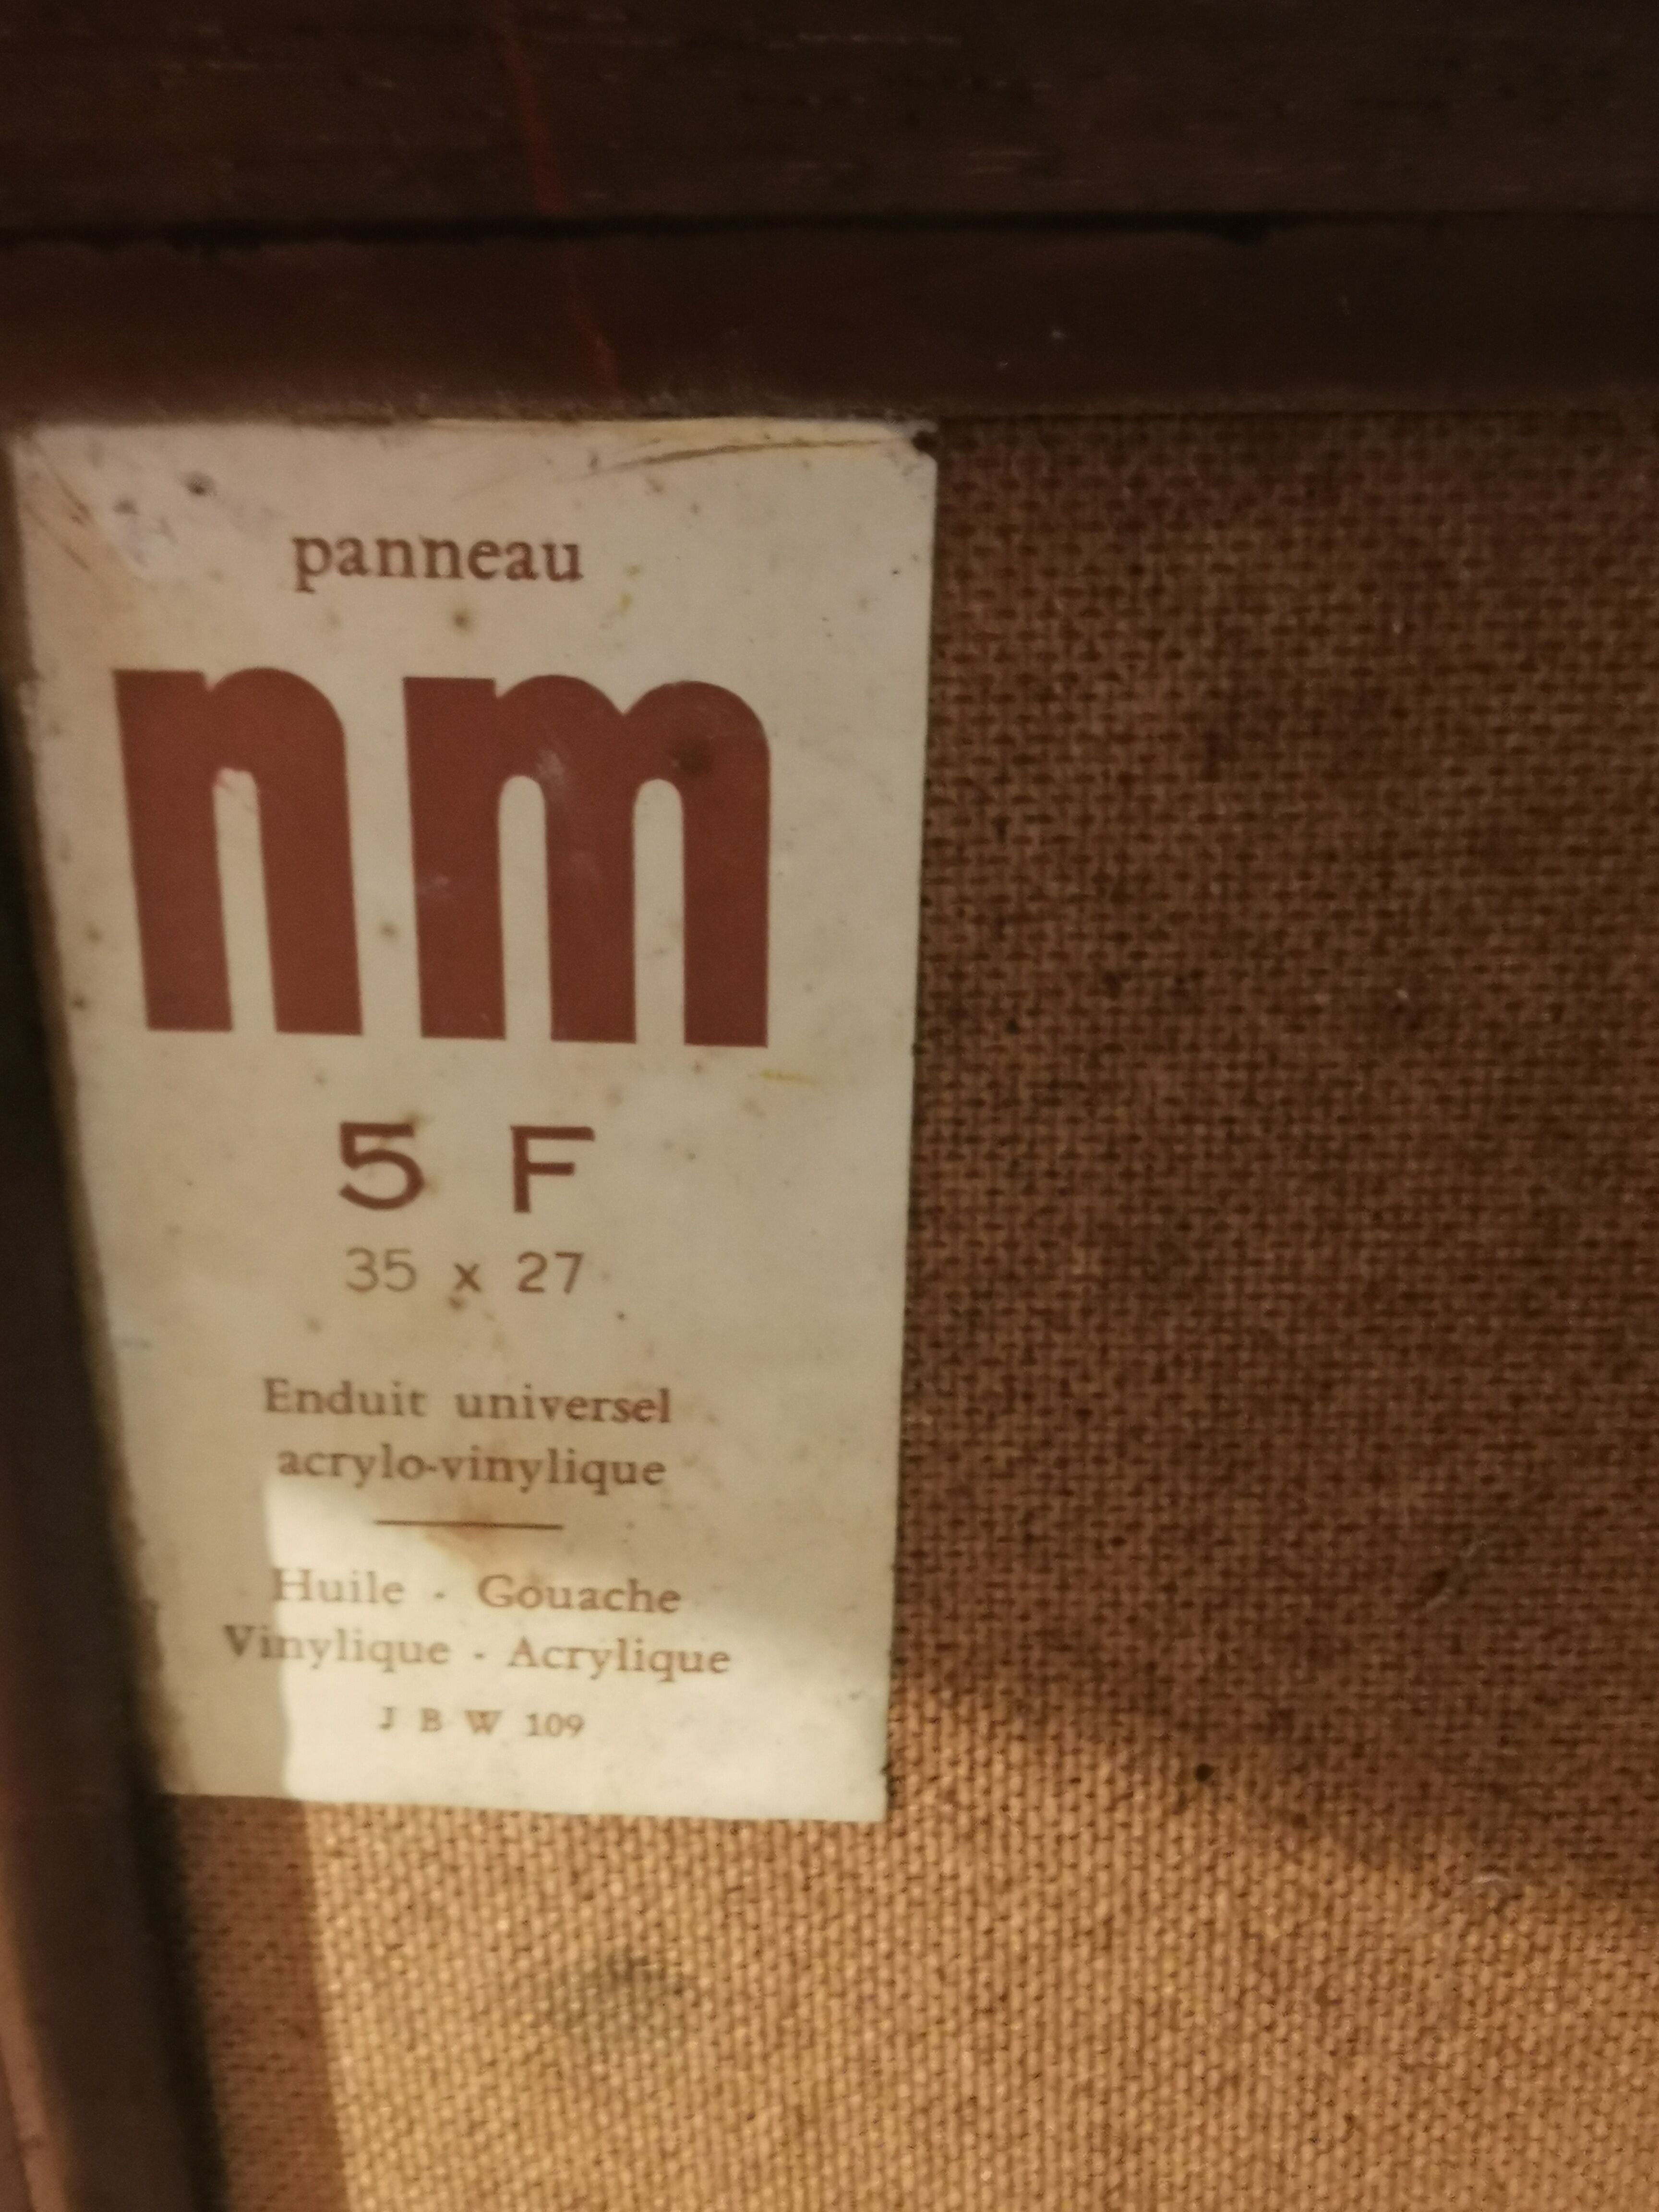 panneau
nm
5 F
35 x 27
Enduit universel
acrylo-vinylique
Huile - Gouache
Vinylique - Acrylique
J B W 109